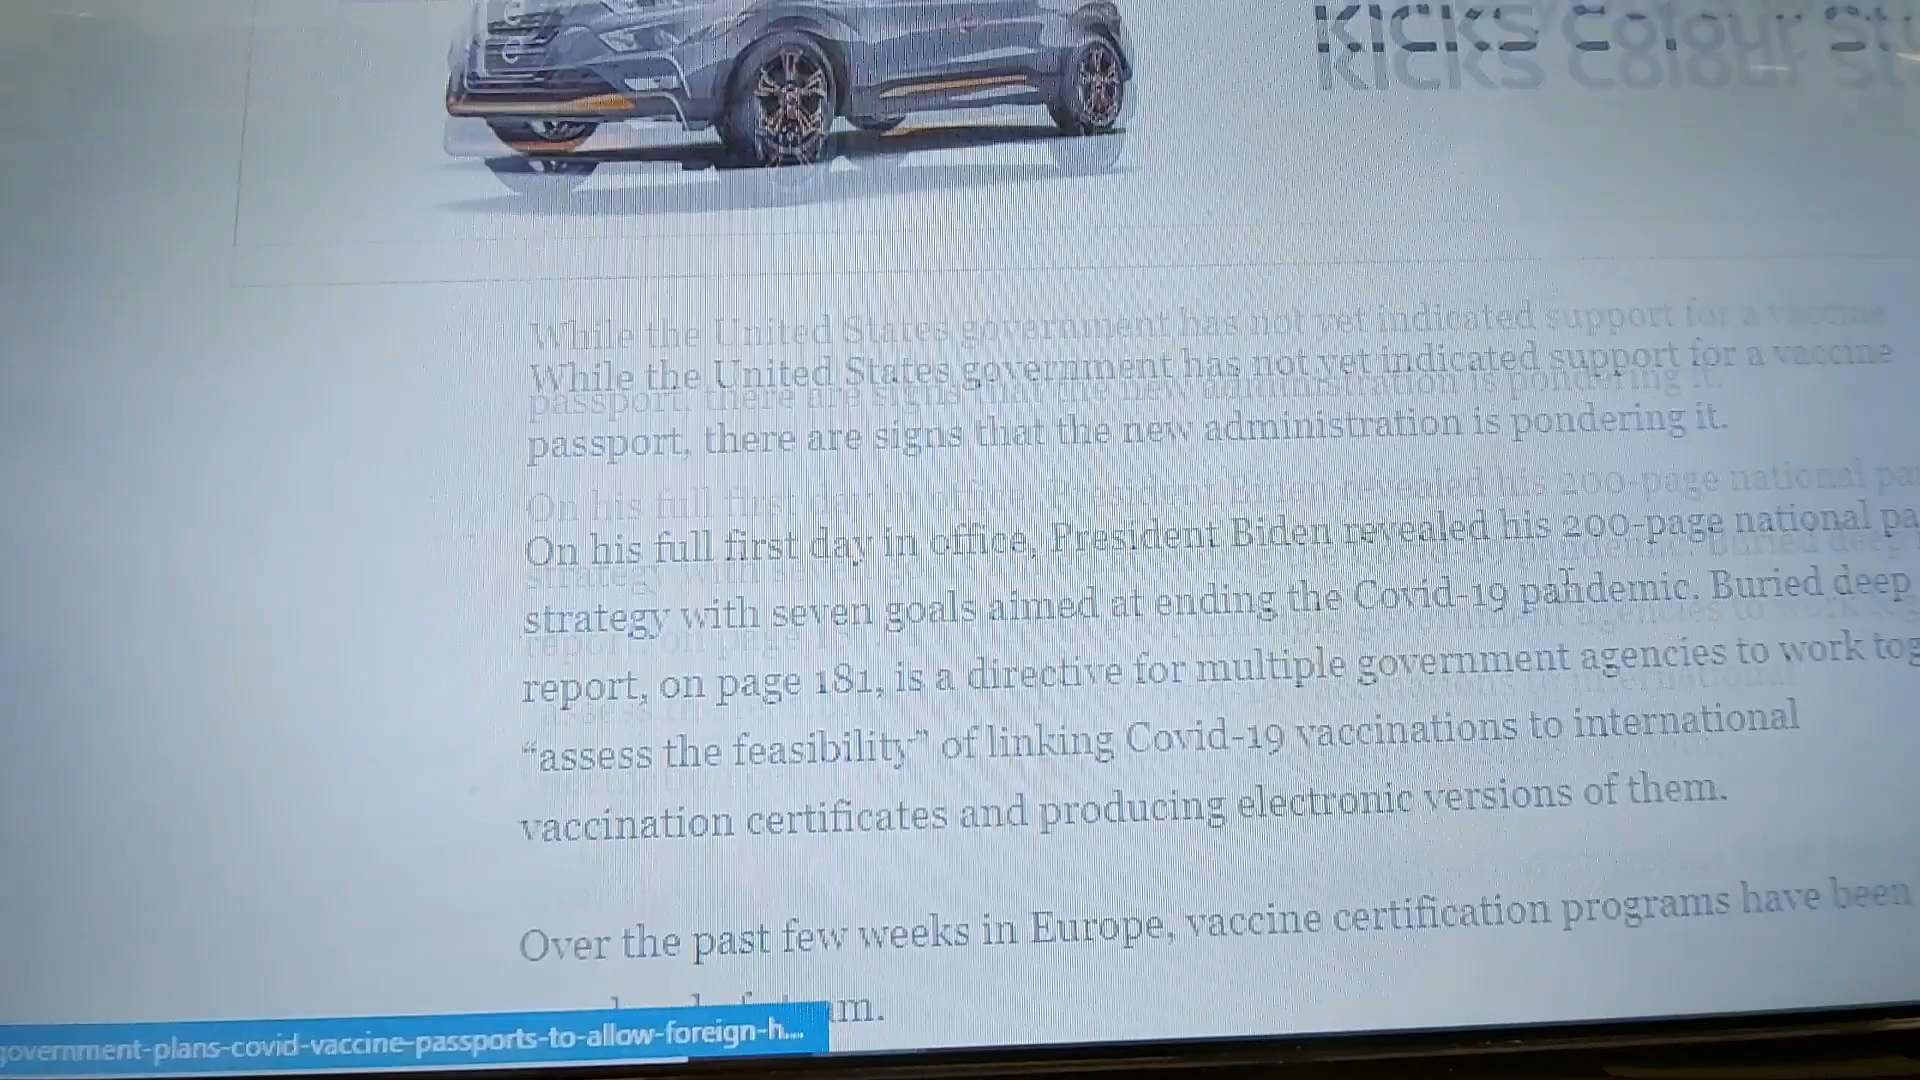 KICKS Colour Stu
While the United States government has not yet indicated support for a vaccine
passport, there are signs that the new administration is pondering it.
On his full first day in office, President Biden revealed his 200-page national pa
strategy with seven goals aimed at ending the Covid-19 pandemic. Buried deep
report, on page 181, is a directive for multiple government agencies to work tog
“assess the feasibility” of linking Covid-19 vaccinations to international
vaccination certificates and producing electronic versions of them.
Over the past few weeks in Europe, vaccine certification programs have been
m.
government-plans-covid-vaccine-passports-to-allow-foreign-h...